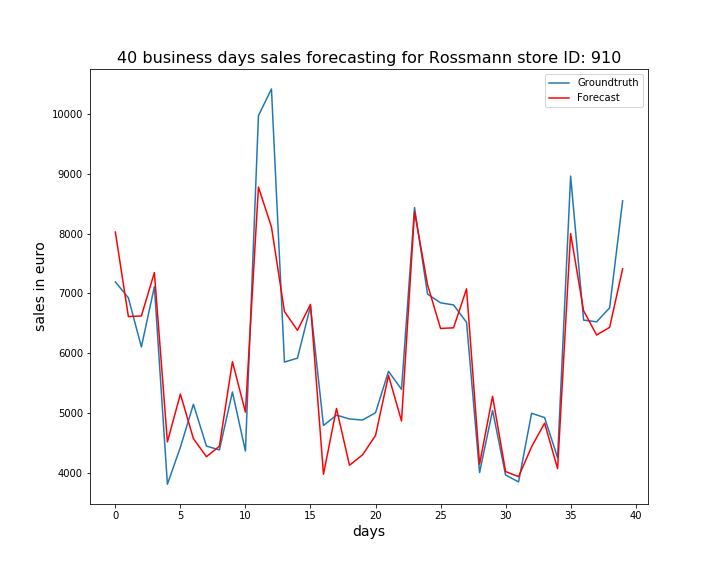 40 business days sales forecasting for Rossmann store ID: 910
Groundtruth
Forecast
sales in euro
10000
9000
8000
7000
6000
5000
4000
0 5 10 15 20 25 30 35 40
days